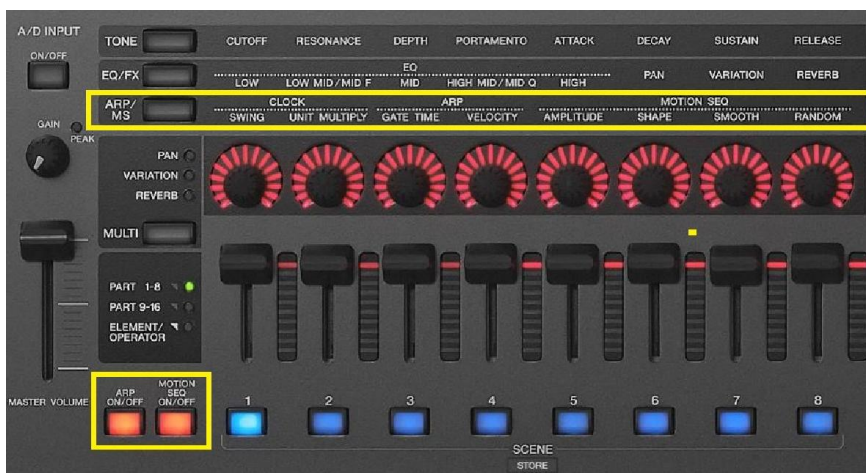 A/D INPUT
ON/OFF
GAIN
PEAK
MASTER VOLUME
TONE CUTOFF RESONANCE DEPTH PORTAMENTO ATTACK DECAY SUSTAIN RELEASE
EQ/FX EQ
LOW LOW MID/MID F MID HIGH MID/MID Q HIGH PAN VARIATION REVERB
ARP/
MS CLOCK ARP MOTION SEQ
SWING UNIT MULTIPLY GATE TIME VELOCITY AMPLITUDE SHAPE SMOOTH RANDOM
PAN
VARIATION
REVERB
MULTI
PART 1-8
PART 9-16
ELEMENT/
OPERATOR
ARP
ON/OFF
MOTION
SEQ
ON/OFF
1 2 3 4 5 6 7 8
SCENE
STORE